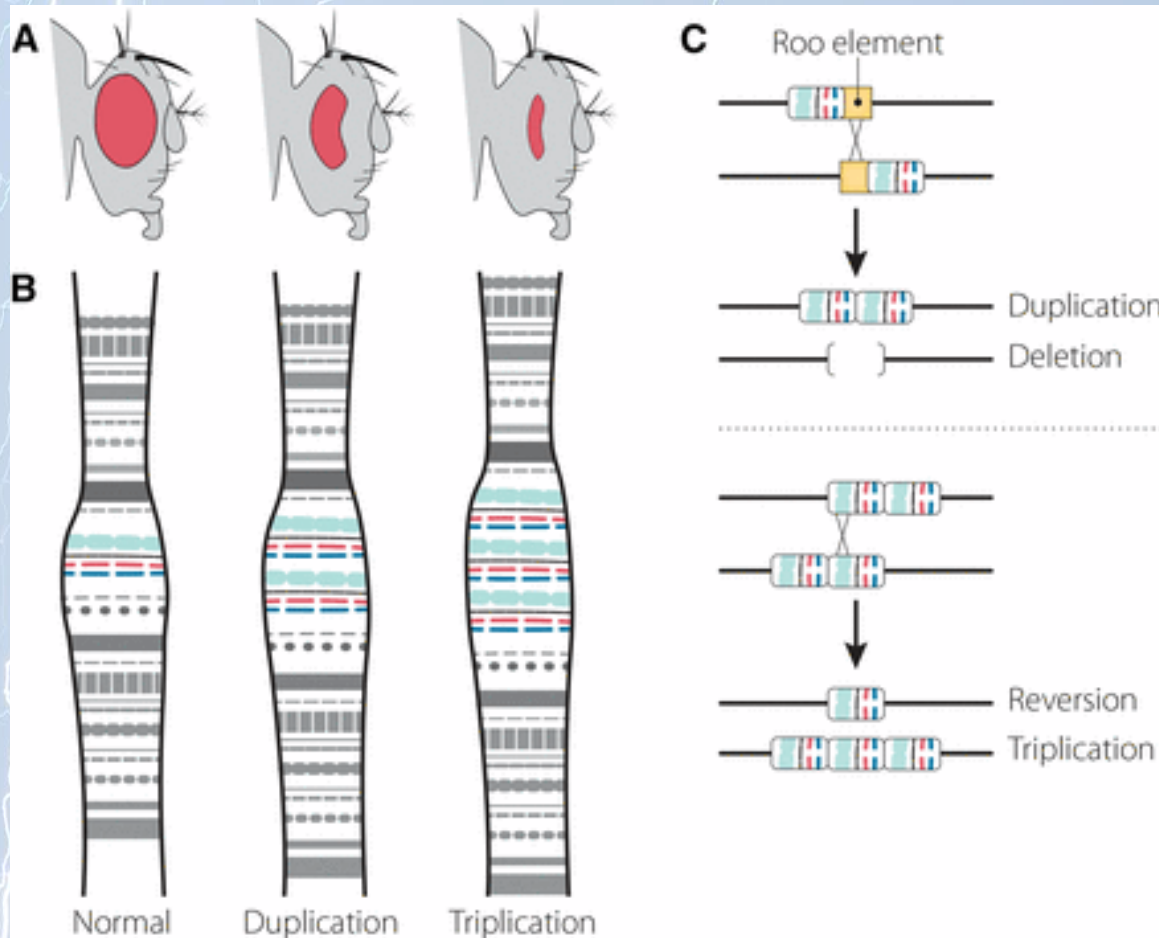 A
C
Roo element
Duplication
Deletion
B
Reversion
Triplication
Normal
Duplication
Triplication